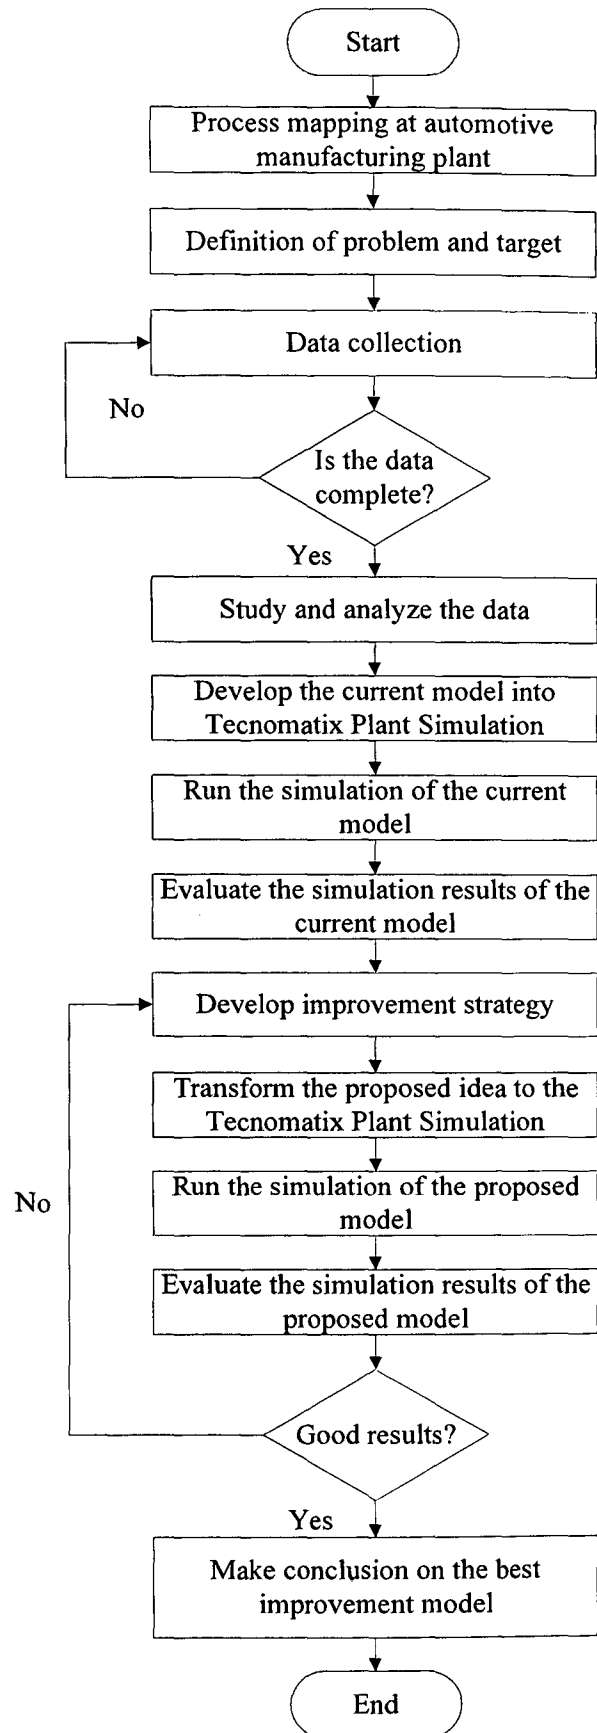 Start
Process mapping at automotive
manufacturing plant
Definition of problem and target
Data collection
No
Is the data
complete?
Yes
Study and analyze the data
Develop the current model into
Tecnomatix Plant Simulation
Run the simulation of the current
model
Evaluate the simulation results of the
current model
Develop improvement strategy
Transform the proposed idea to the
Tecnomatix Plant Simulation
No
Run the simulation of the proposed
model
Evaluate the simulation results of the
proposed model
Good results?
Yes
Make conclusion on the best
improvement model
End